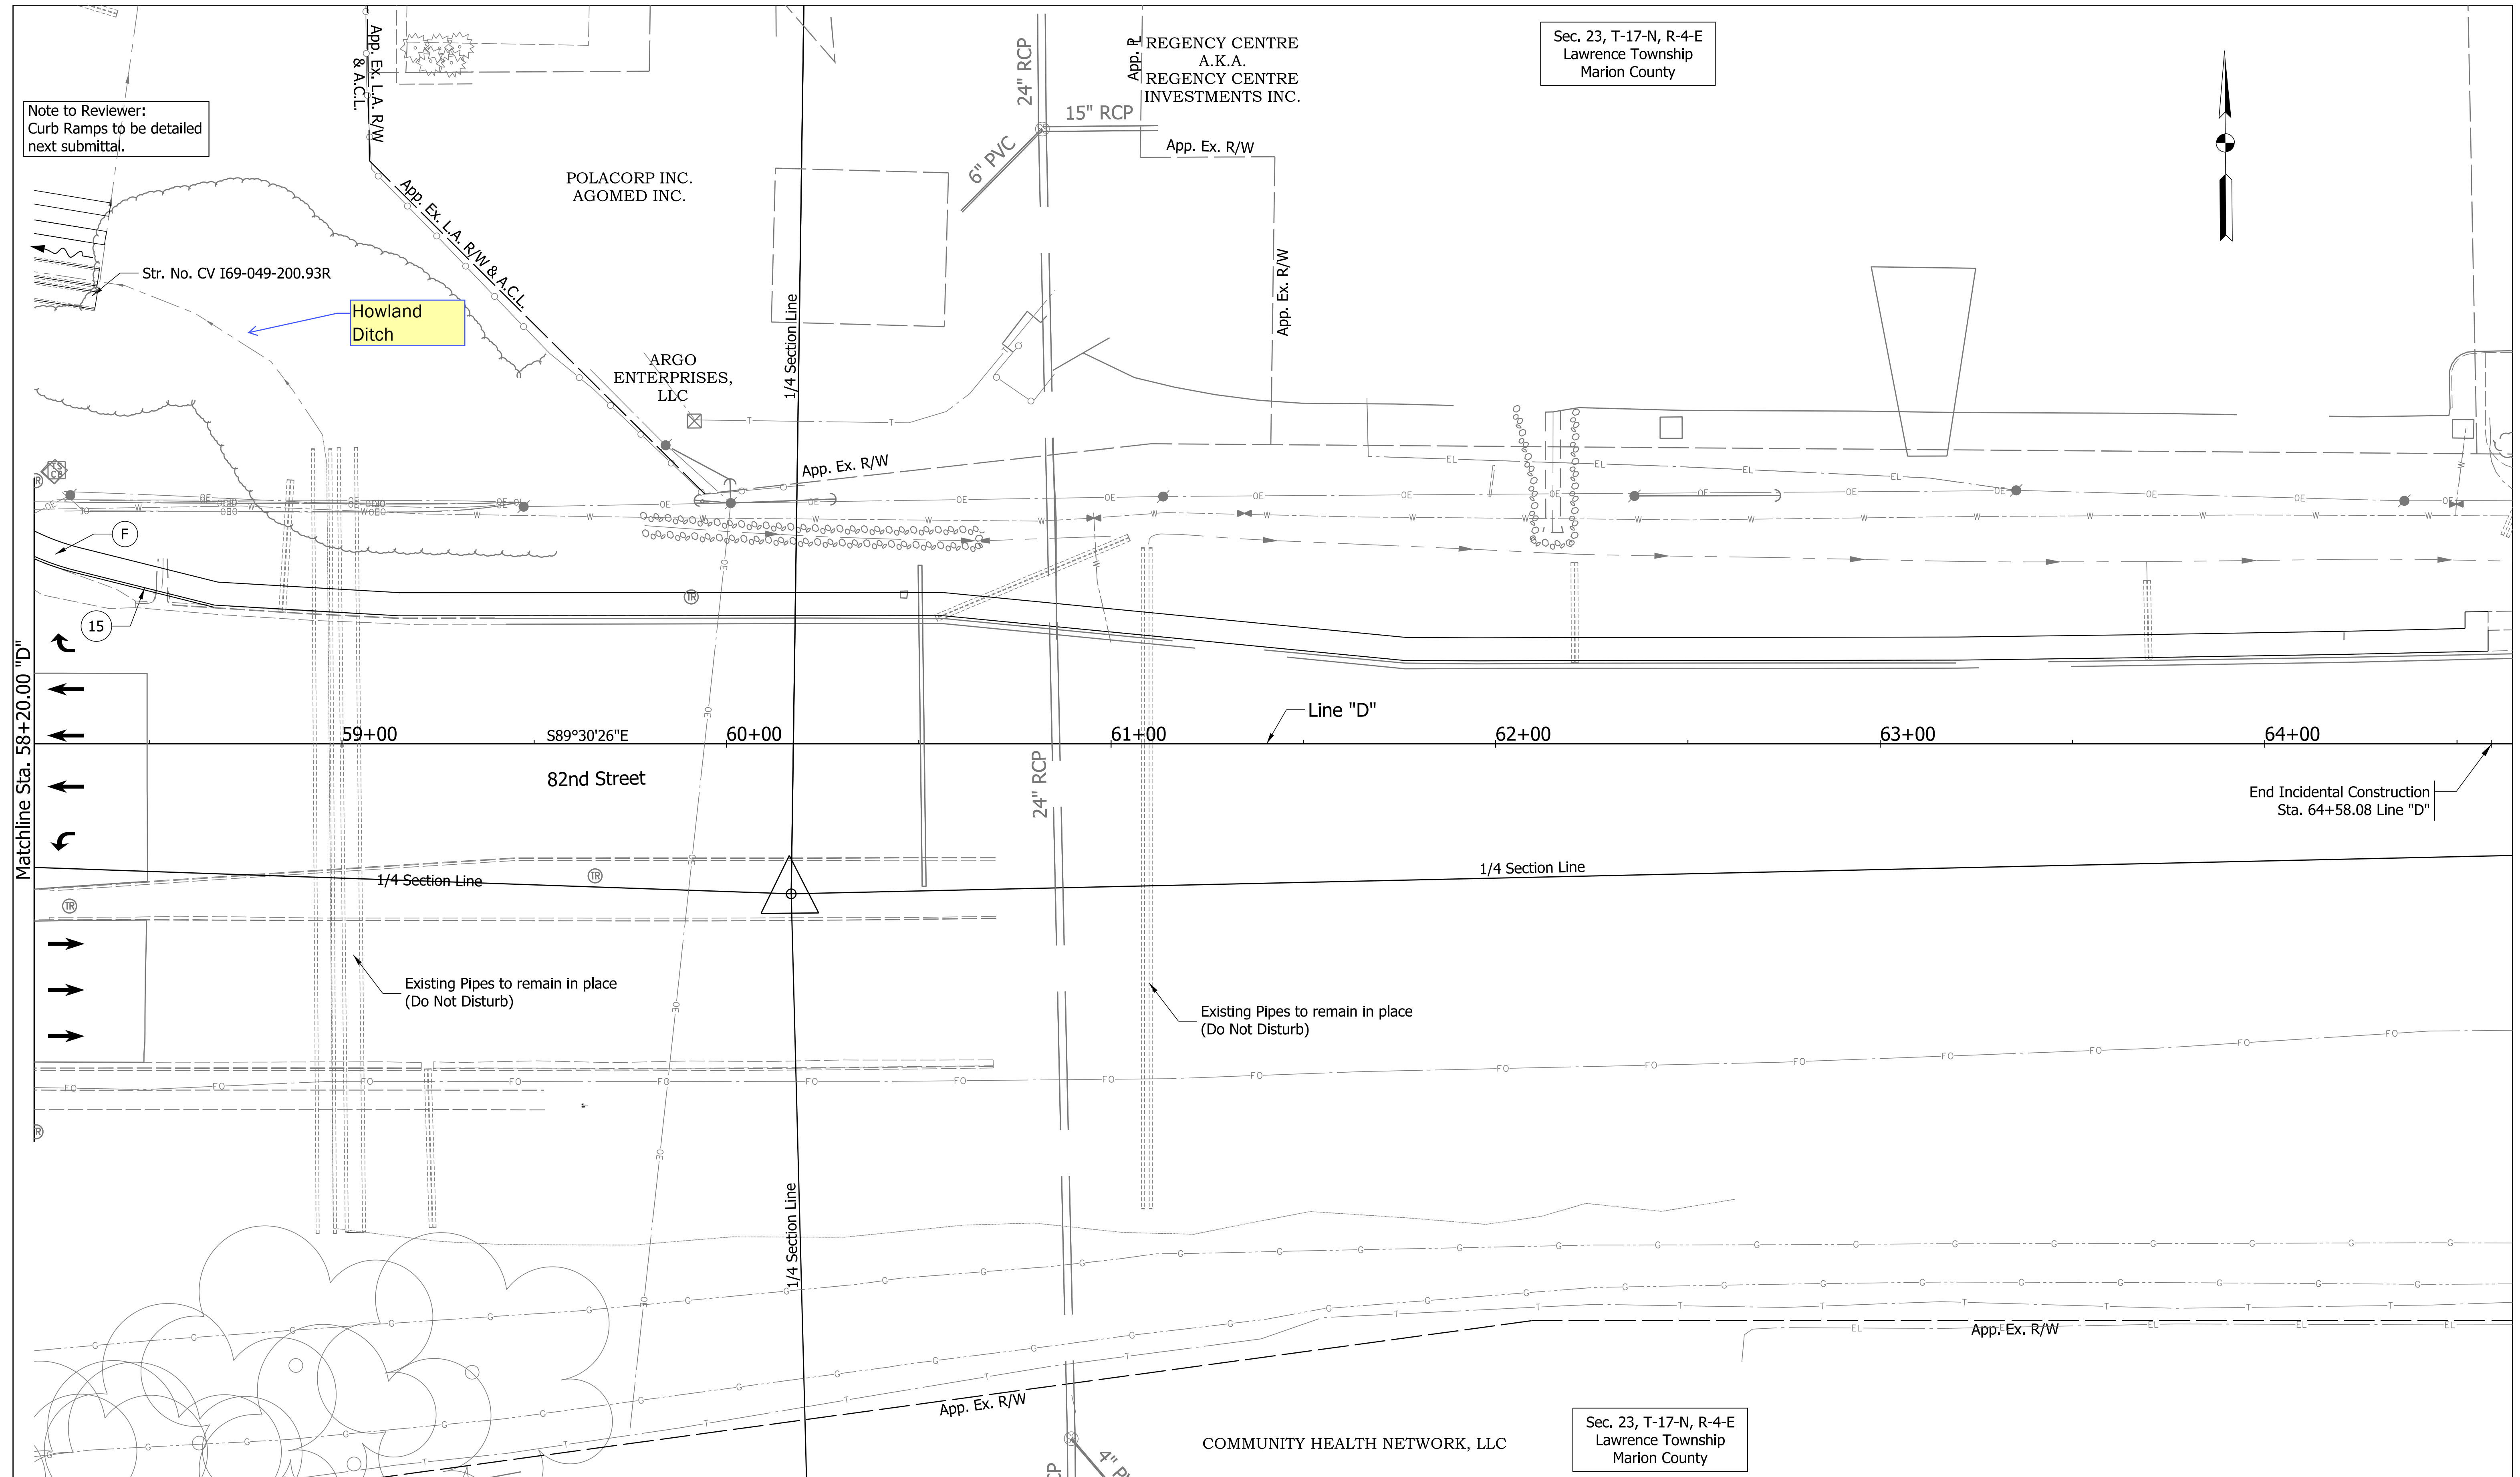 Sec. 23, T-17-N, R-4-E
Lawrence Township
Marion County
Note to Reviewer:
Curb Ramps to be detailed
next submittal.
App. Ex. L.A. R/W
& A.C.L.
REGENCY CENTRE
A.K.A.
REGENCY CENTRE
INVESTMENTS INC.
24" RCP
15" RCP
6" PVC
App. PL
App. Ex. R/W
App. Ex. R/W
POLACORP INC.
AGOMED INC.
App. Ex. L.A. R/W & A.C.L.
Str. No. CV I69-049-200.93R
Howland
Ditch
1/4 Section Line
ARGO
ENTERPRISES,
LLC
App. Ex. R/W
F
15
TR
Matchline Sta. 58+20.00 "D"
Line "D"
59+00
S89°30'26"E
60+00
61+00
62+00
63+00
64+00
82nd Street
24" RCP
End Incidental Construction
Sta. 64+58.08 Line "D"
1/4 Section Line
1/4 Section Line
TR
TR
Existing Pipes to remain in place
(Do Not Disturb)
Existing Pipes to remain in place
(Do Not Disturb)
1/4 Section Line
App. Ex. R/W
App. Ex. R/W
COMMUNITY HEALTH NETWORK, LLC
Sec. 23, T-17-N, R-4-E
Lawrence Township
Marion County